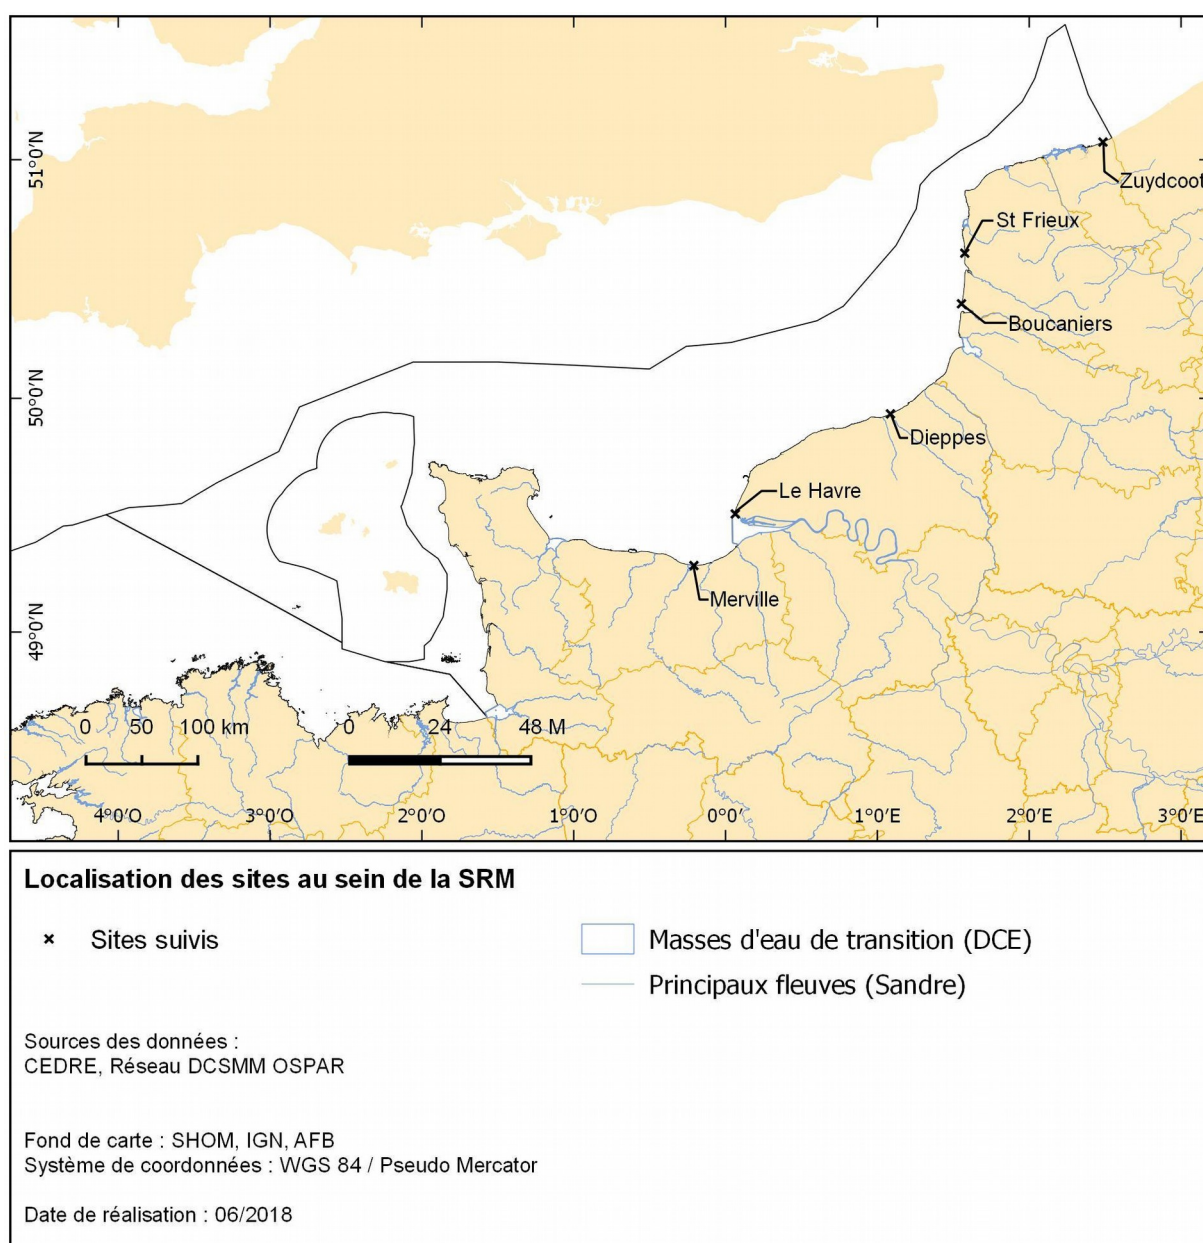 51°0'N
Zuydcoot
St Frieux
Boucaniers
50°0'N
Dieppes
Le Havre
Merville
49°0'N
0 50 100 km
0 24 48 M
4°0' 3°0' 2°0' 1°0' 0°0' 1°0' 2°0' 3°0'E
Localisation des sites au sein de la SRM
Sites suivis
Masses d'eau de transition (DCE)
Principaux fleuves (Sandre)
Sources des données :
CEDRE, Réseau DCSMM OSPAR
Fond de carte : SHOM, IGN, AFB
Système de coordonnées : WGS 84 / Pseudo Mercator
Date de réalisation : 06/2018